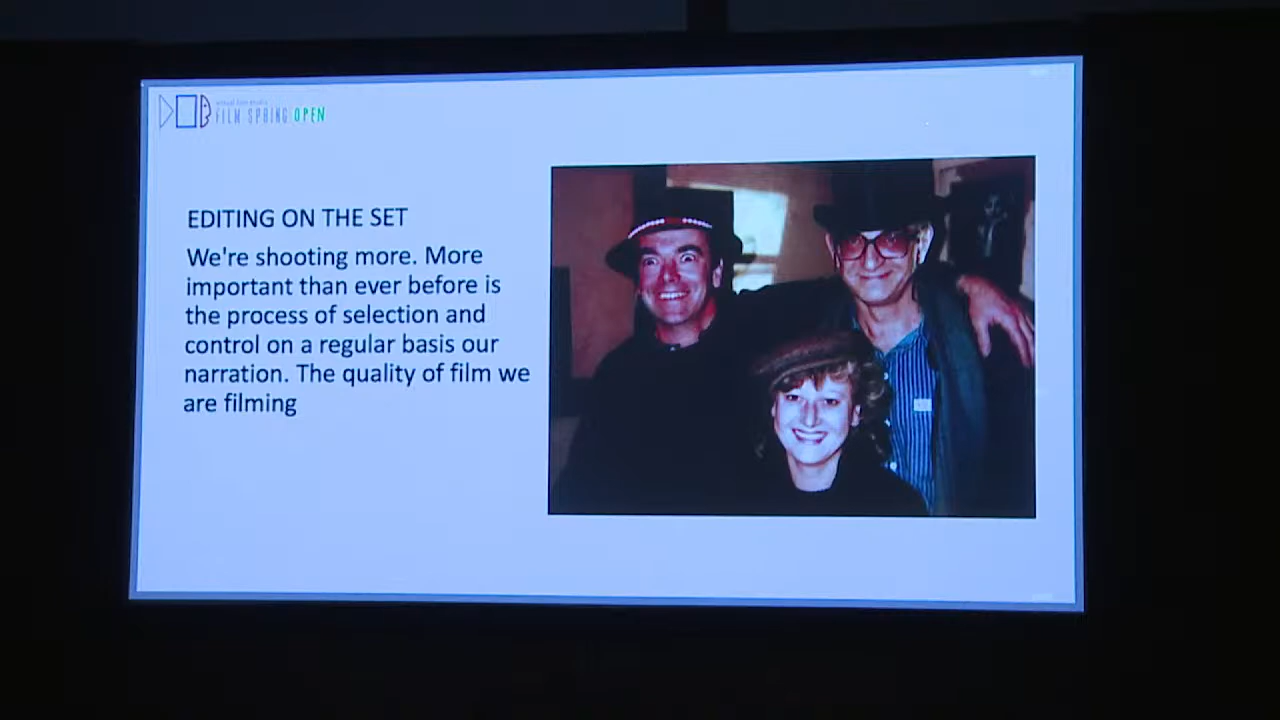 FILM SPRING OPEN
EDITING ON THE SET
We're shooting more. More
important than ever before is
the process of selection and
control on a regular basis our
narration. The quality of film we
are filming